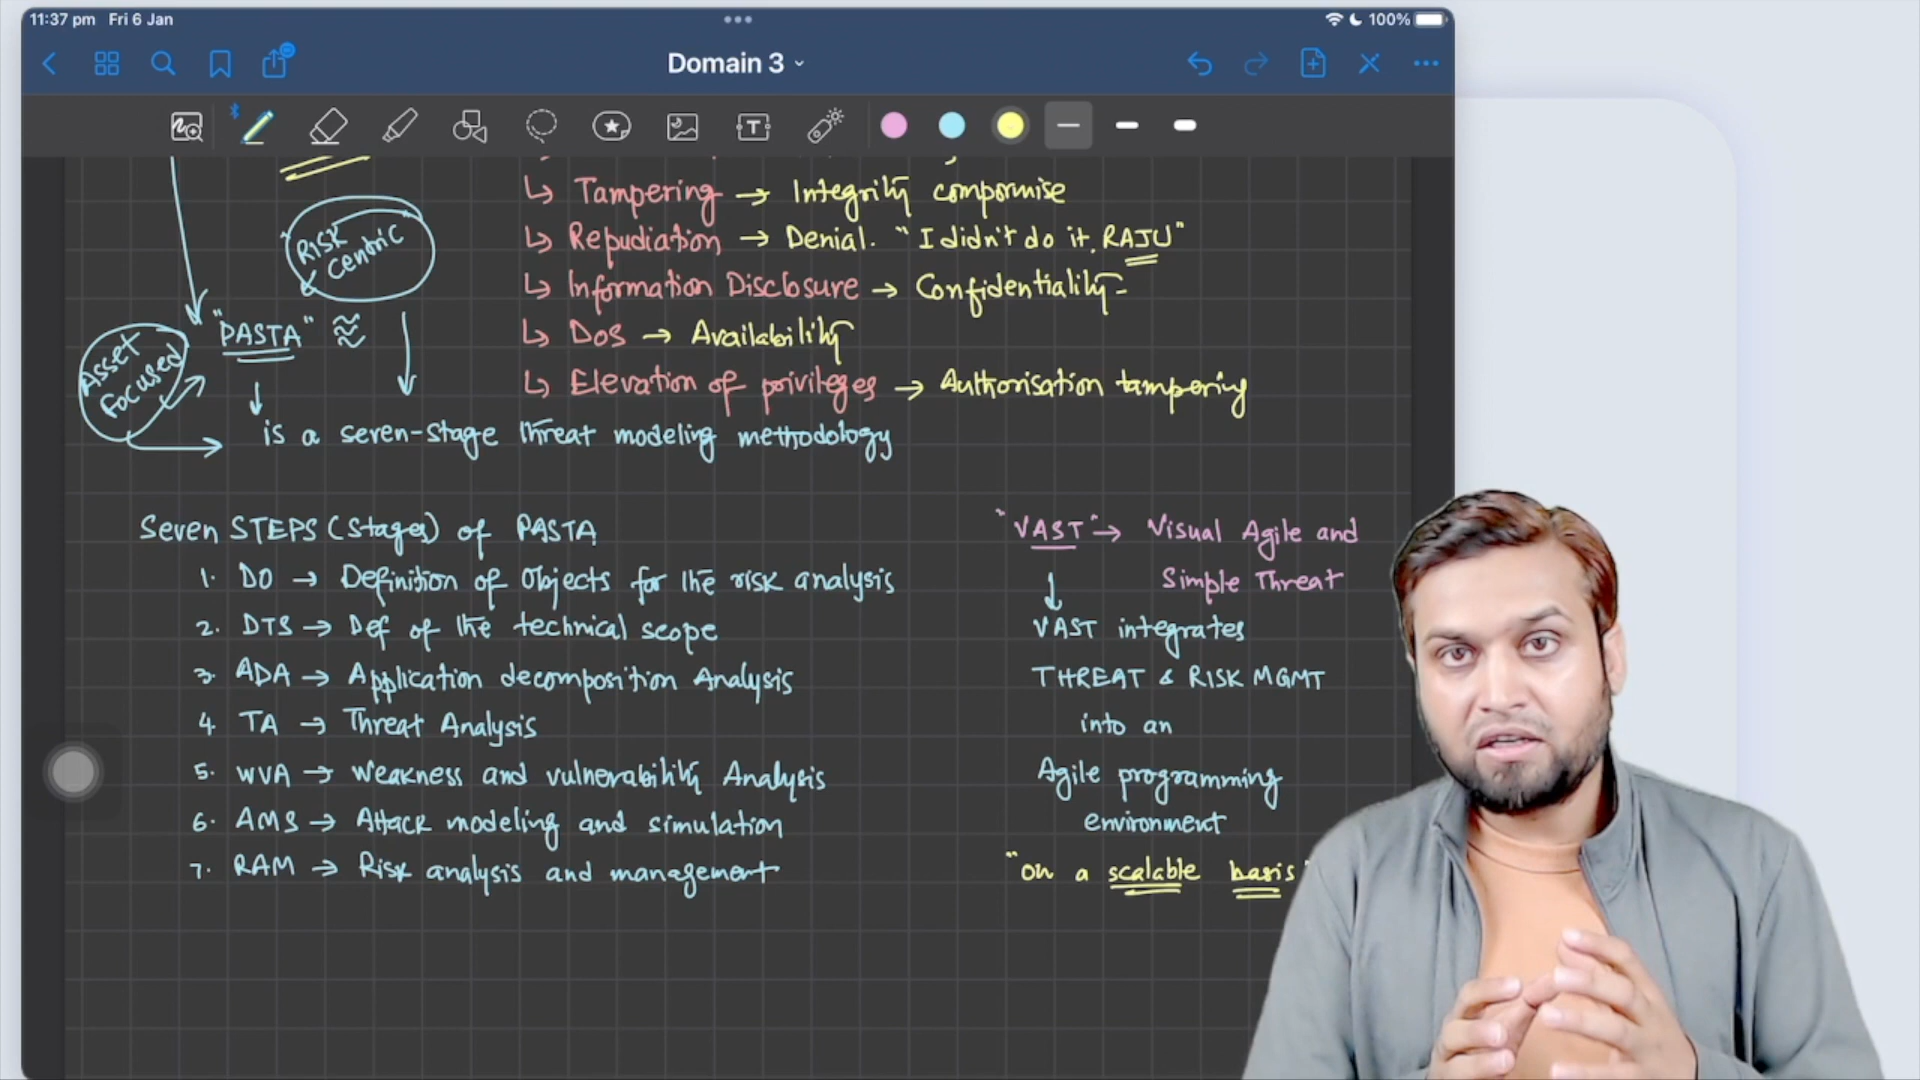 11:37 pm Fri 6 Jan
100%
Domain 3
↳ Tampering → Integrity compormise
↳ Repudiation → Denial. "I didn't do it. RAJU"
↳ Information Disclosure → Confidentiality
↳ DOS → Availability
↳ Elevation of privileges → Authorisation tampering
Risk Centric
"PASTA"
Asset Focused
is a seven-stage threat modeling methodology
Seven STEPS (Stages) of PASTA
1. DO → Definition of Objects for the risk analysis
2. DTS → Def of the technical scope
3. ADA → Application decomposition Analysis
4 TA → Threat Analysis
5. WVA → Weakness and vulnerability Analysis
6. AMS → Attack modeling and simulation
7. RAM → Risk analysis and management
"VAST" → Visual Agile and
Simple Threat
VAST integrates
THREAT & RISK MGMT
into an
Agile programming
environment
"on a scalable basis"